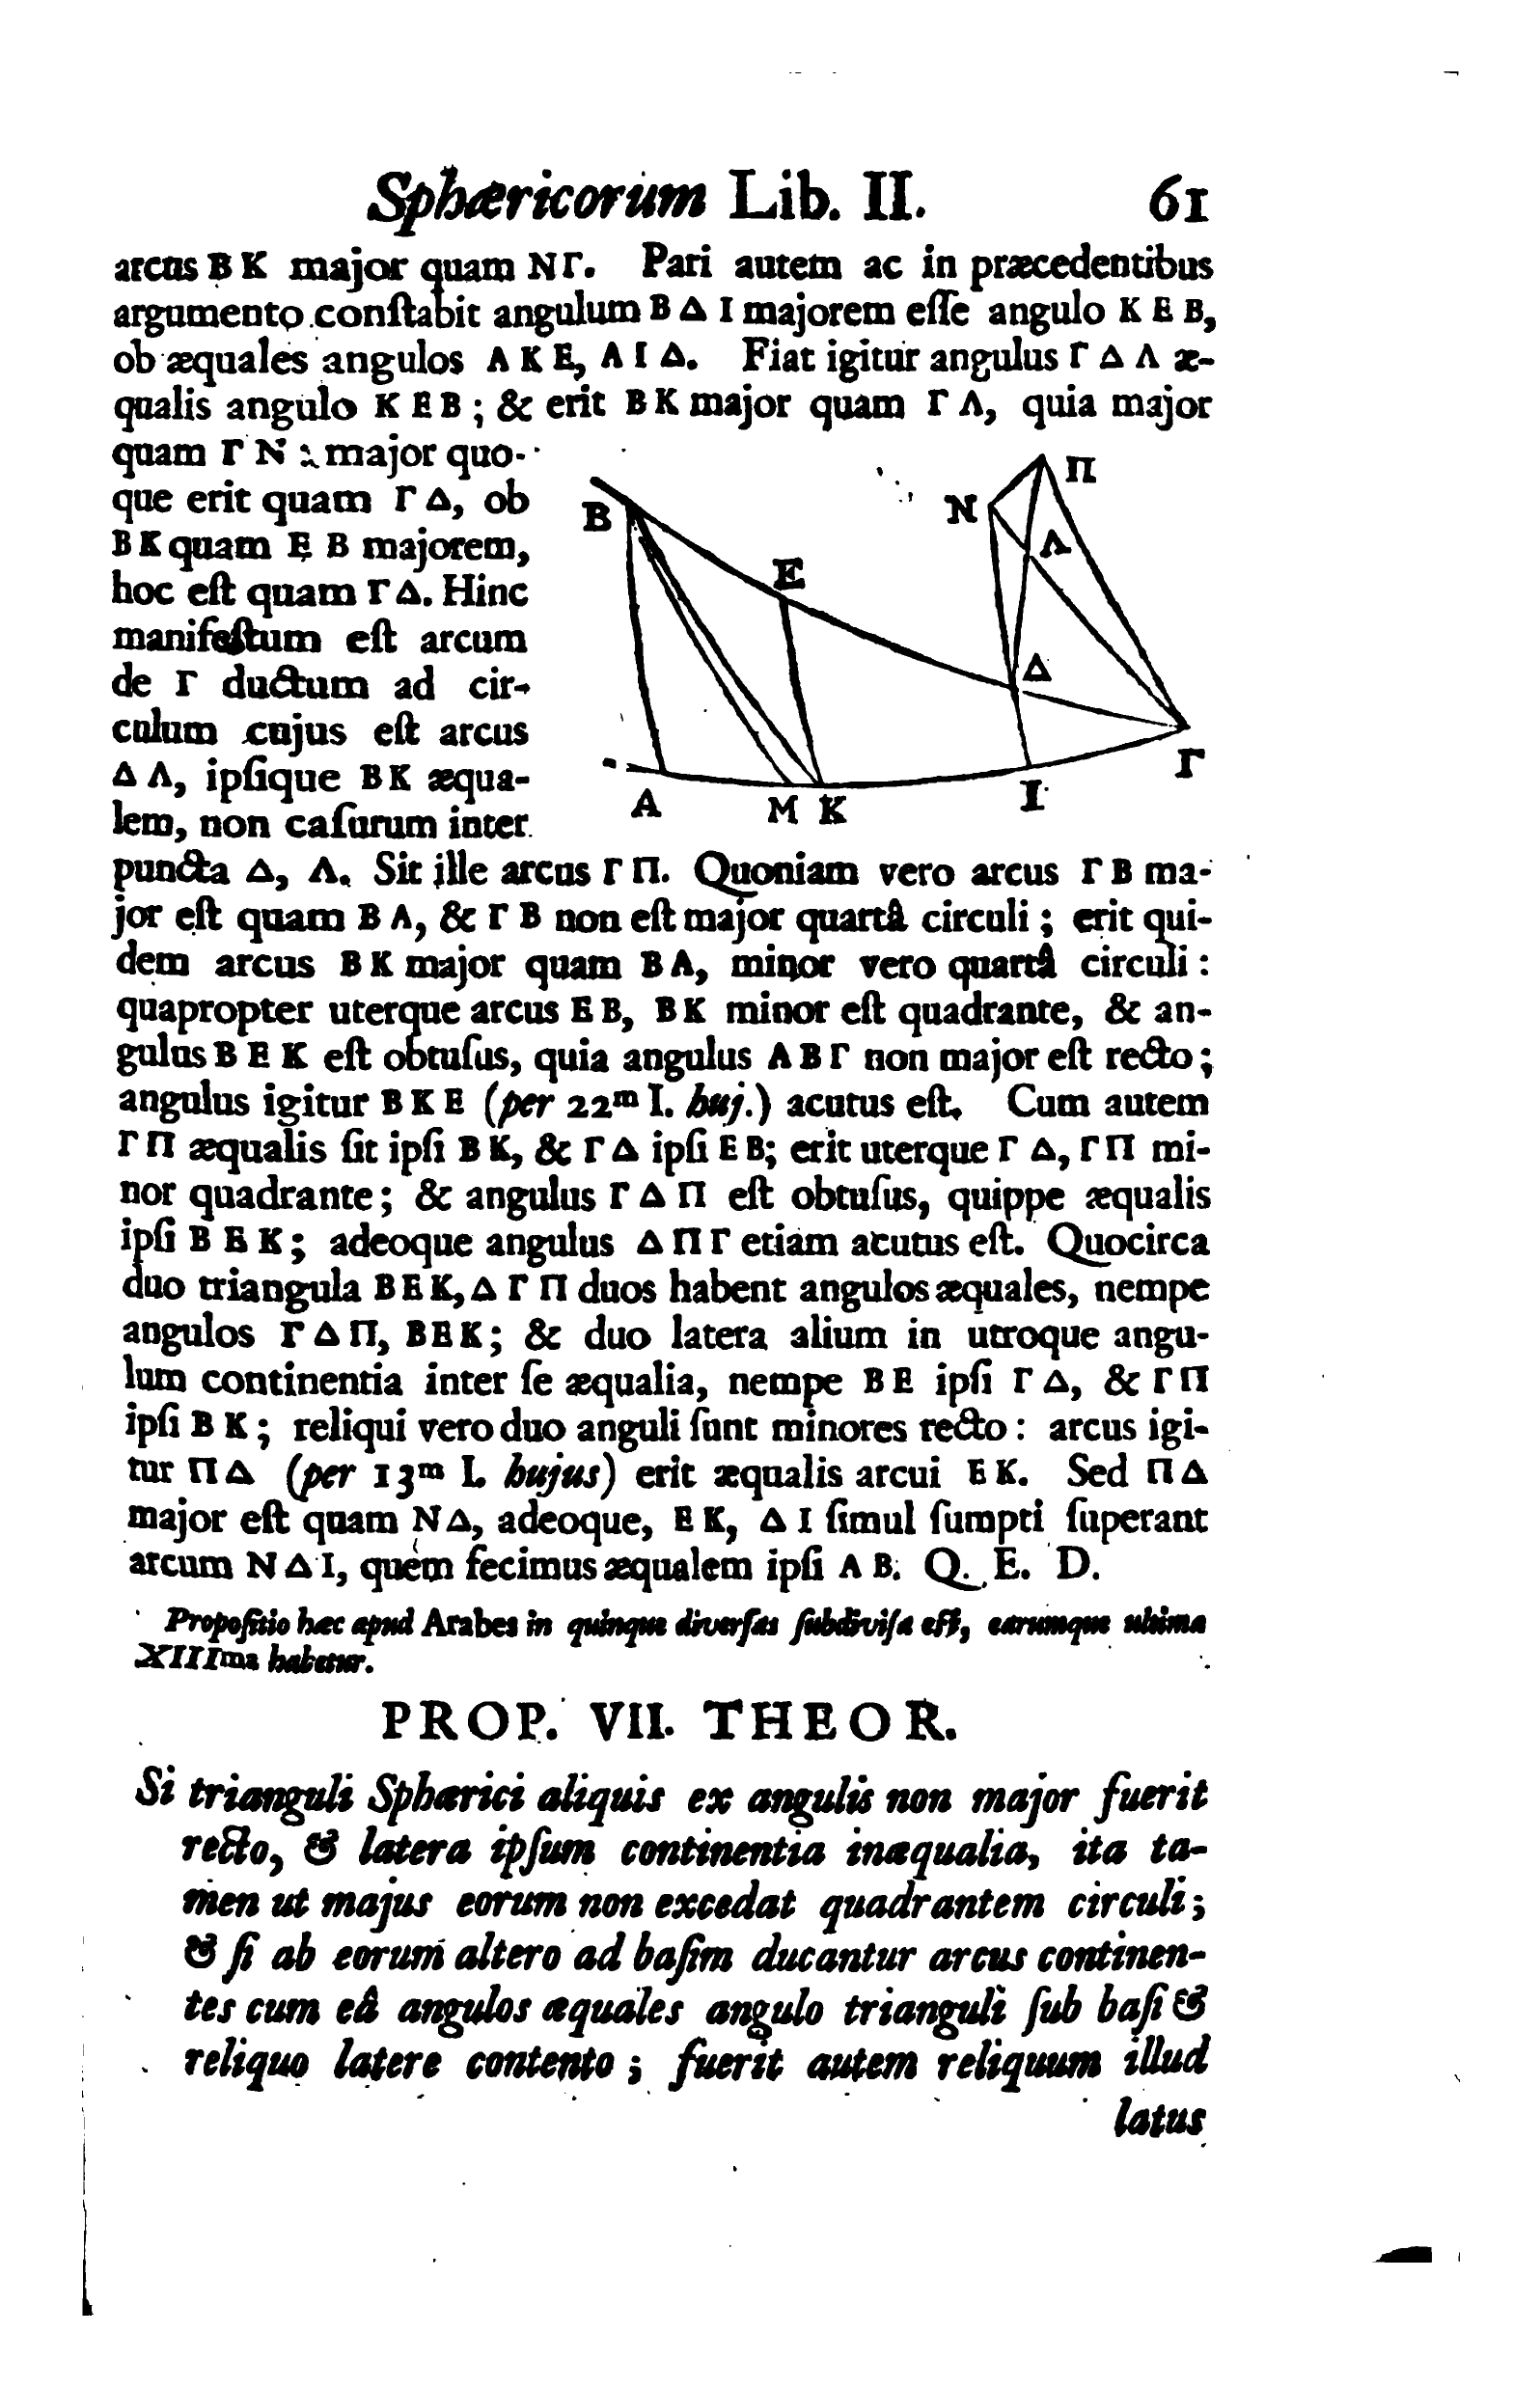 Sphæricorum Lib. II. 61
arcus B K major quam N Γ. Pari autem ac in præcedentibus
argumento conſtabit angulum B Δ I majorem eſſe angulo K E B,
ob æquales angulos A K E, A I Δ. Fiat igitur angulus Γ Δ Λ æ-
qualis angulo K E B; & erit B K major quam Γ Λ, quia major
quam Γ N: major quo-
que erit quam Γ Δ, ob
B K quam E B majorem,
hoc eſt quam Γ Δ. Hinc
manifeſtum eſt arcum
de Γ ductum ad cir-
culum cujus eſt arcus
Δ Λ, ipſique B K æqua-
lem, non caſurum inter
B
E
N
Π
Λ
Δ
Γ
A
M K
I
puncta Δ, Λ. Sit ille arcus Γ Π. Quoniam vero arcus Γ B ma-
jor eſt quam B A, & Γ B non eſt major quartâ circuli; erit qui-
dem arcus B K major quam B A, minor vero quartâ circuli:
quapropter uterque arcus E B, B K minor eſt quadrante, & an-
gulus B E K eſt obtuſus, quia angulus A B Γ non major eſt recto;
angulus igitur B K E (per 22ᵐ I. huj.) acutus eſt. Cum autem
Γ Π æqualis ſit ipſi B K, & Γ Δ ipſi E B; erit uterque Γ Δ, Γ Π mi-
nor quadrante; & angulus Γ Δ Π eſt obtuſus, quippe æqualis
ipſi B E K; adeoque angulus Δ Π Γ etiam acutus eſt. Quocirca
duo triangula B E K, Δ Γ Π duos habent angulos æquales, nempe
angulos Γ Δ Π, B E K; & duo latera alium in utroque angu-
lum continentia inter ſe æqualia, nempe B E ipſi Γ Δ, & Γ Π
ipſi B K; reliqui vero duo anguli ſunt minores recto: arcus igi-
tur Π Δ (per 13ᵐ I. hujus) erit æqualis arcui E K. Sed Π Δ
major eſt quam N Δ, adeoque, E K, Δ I ſimul ſumpti ſuperant
arcum N Δ I, quem fecimus æqualem ipſi A B. Q. E. D.
Propoſitio hæc apud Arabes in quinque diverſas ſubdiviſa eſt, earumque ultima
XIIIma habetur.
PROP. VII. THEOR.
Si trianguli Sphærici aliquis ex angulis non major fuerit
recto, & latera ipſum continentia inæqualia, ita ta-
men ut majus eorum non excedat quadrantem circuli;
& ſi ab eorum altero ad baſim ducantur arcus continen-
tes cum eâ angulos æquales angulo trianguli ſub baſi &
reliquo latere contento; fuerit autem reliquum illud
latus